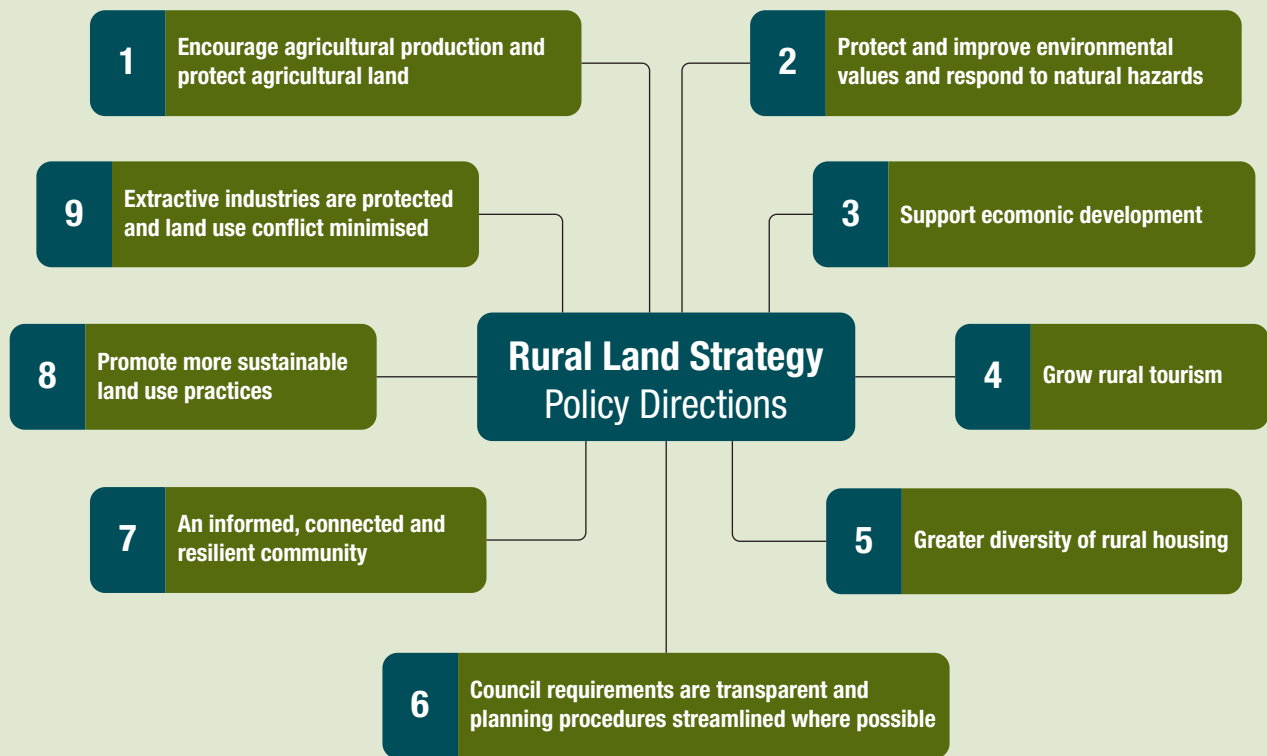 1
Encourage agricultural production and
protect agricultural land
2
Protect and improve environmental
values and respond to natural hazards
9
Extractive industries are protected
and land use conflict minimised
3
Support ecomonic development
Rural Land Strategy
Policy Directions
8
Promote more sustainable
land use practices
4
Grow rural tourism
7
An informed, connected and
resilient community
5
Greater diversity of rural housing
6
Council requirements are transparent and
planning procedures streamlined where possible